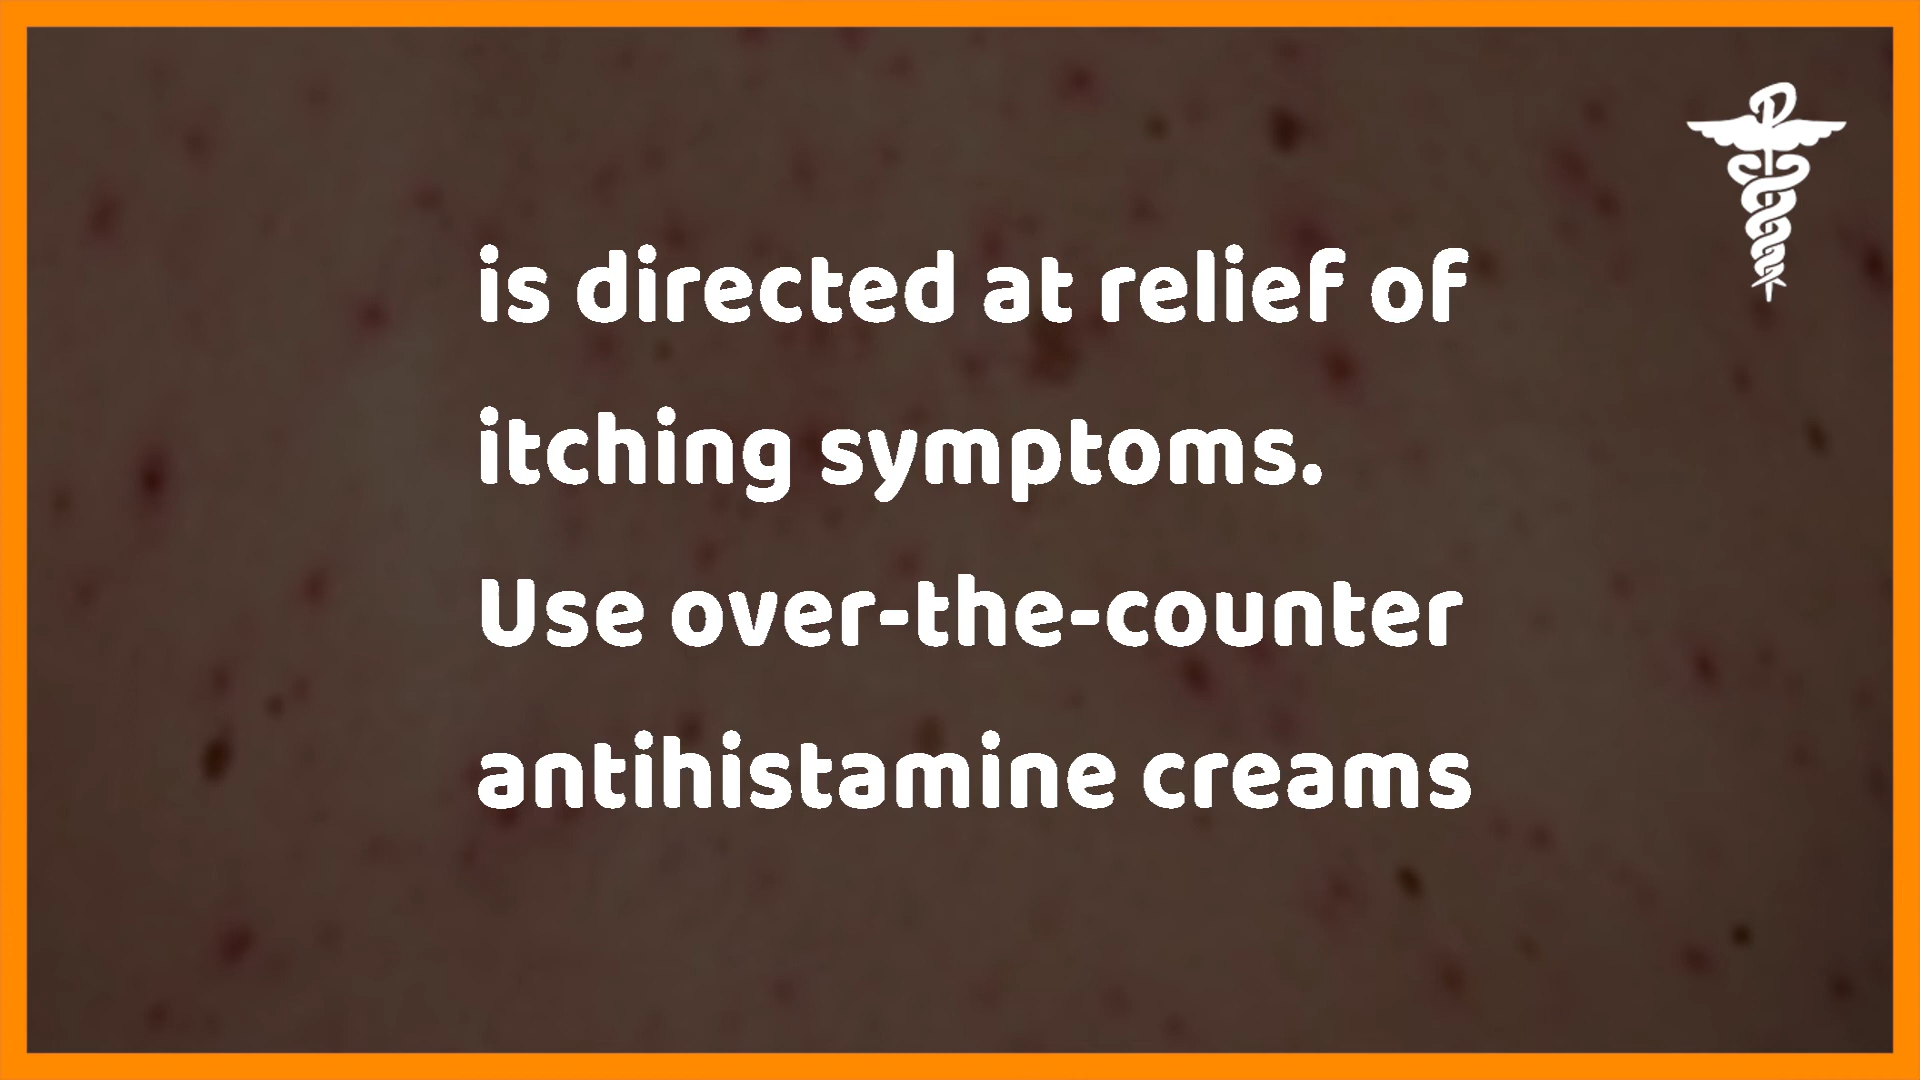 is directed at relief of
itching symptoms.
Use over-the-counter
antihistamine creams